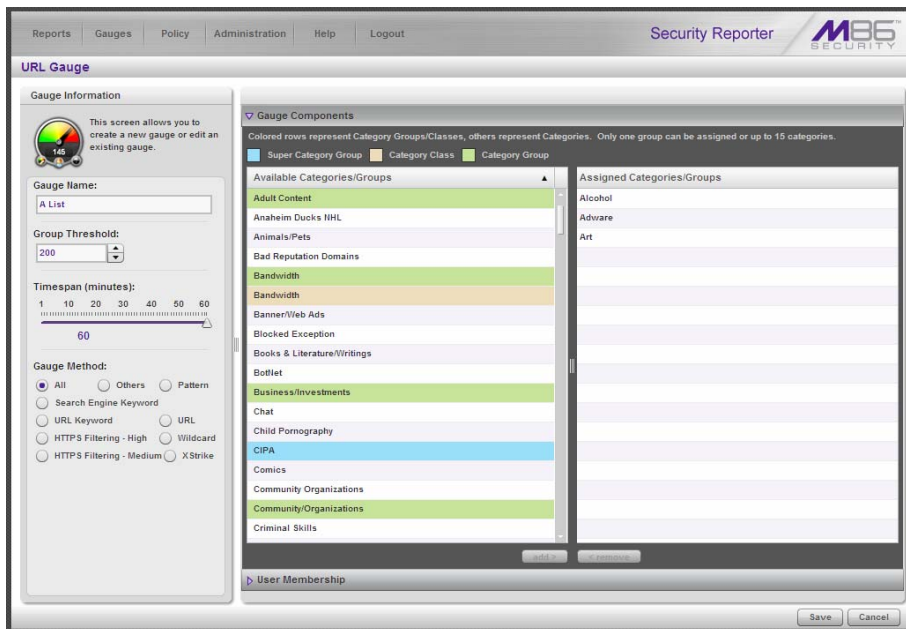 Reports Gauges Policy Administration Help Logout Security Reporter M86 SECURITY
URL Gauge
Gauge Information
This screen allows you to
create a new gauge or edit an
existing gauge.
145
Gauge Name:
A List
Group Threshold:
200
Timespan (minutes):
1 10 20 30 40 50 60
60
Gauge Method:
All Others Pattern
Search Engine Keyword
URL Keyword URL
HTTPS Filtering - High Wildcard
HTTPS Filtering - Medium XStrike
Gauge Components
Colored rows represent Category Groups/Classes, others represent Categories. Only one group can be assigned or up to 15 categories.
Super Category Group Category Class Category Group
Available Categories/Groups
Adult Content
Anaheim Ducks NHL
Animals/Pets
Bad Reputation Domains
Bandwidth
Bandwidth
Banner/Web Ads
Blocked Exception
Books & Literature/Writings
BotNet
Business/Investments
Chat
Child Pornography
CIPA
Comics
Community Organizations
Community/Organizations
Criminal Skills
Assigned Categories/Groups
Alcohol
Adware
Art
add > < remove
User Membership
Save Cancel